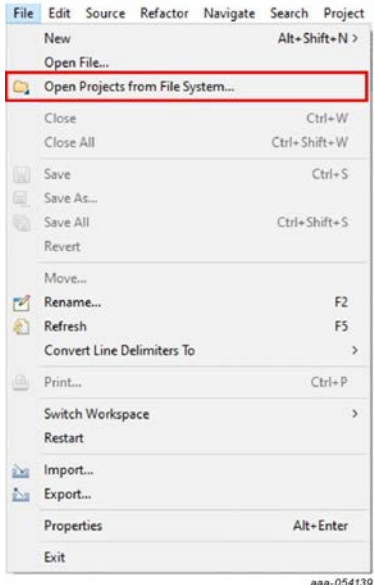 File Edit Source Refactor Navigate Search Project
New Alt+Shift+N >
Open File...
Open Projects from File System...
Close Ctrl+W
Close All Ctrl+Shift+W
Save Ctrl+S
Save As...
Save All Ctrl+Shift+S
Revert
Move...
Rename... F2
Refresh F5
Convert Line Delimiters To >
Print... Ctrl+P
Switch Workspace >
Restart
Import...
Export...
Properties Alt+Enter
Exit
aaa-054139